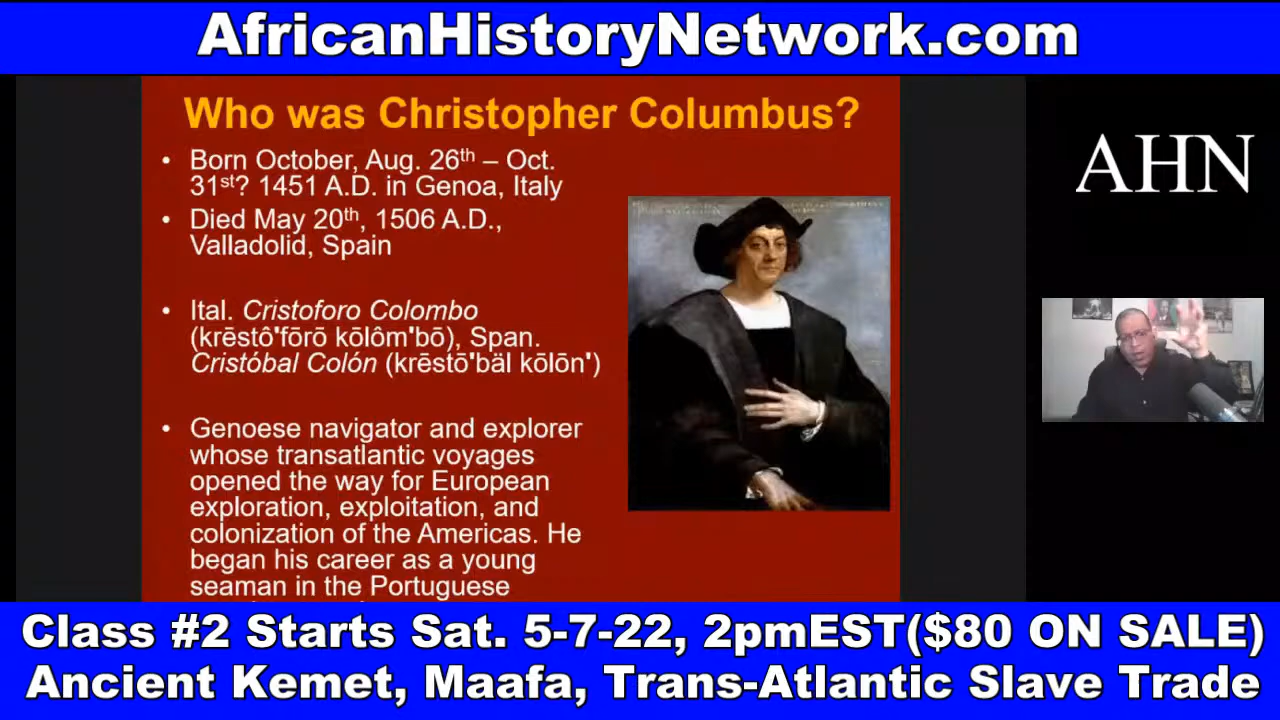 AfricanHistoryNetwork.com
Who was Christopher Columbus?
• Born October, Aug. 26th – Oct.
31st? 1451 A.D. in Genoa, Italy
• Died May 20th, 1506 A.D.,
Valladolid, Spain
• Ital. Cristoforo Colombo
(krēstô'fōrō kōlôm'bō), Span.
Cristóbal Colón (krēstō'bäl kōlōn')
• Genoese navigator and explorer
whose transatlantic voyages
opened the way for European
exploration, exploitation, and
colonization of the Americas. He
began his career as a young
seaman in the Portuguese
AHN
Class #2 Starts Sat. 5-7-22, 2pmEST($80 ON SALE)
Ancient Kemet, Maafa, Trans-Atlantic Slave Trade